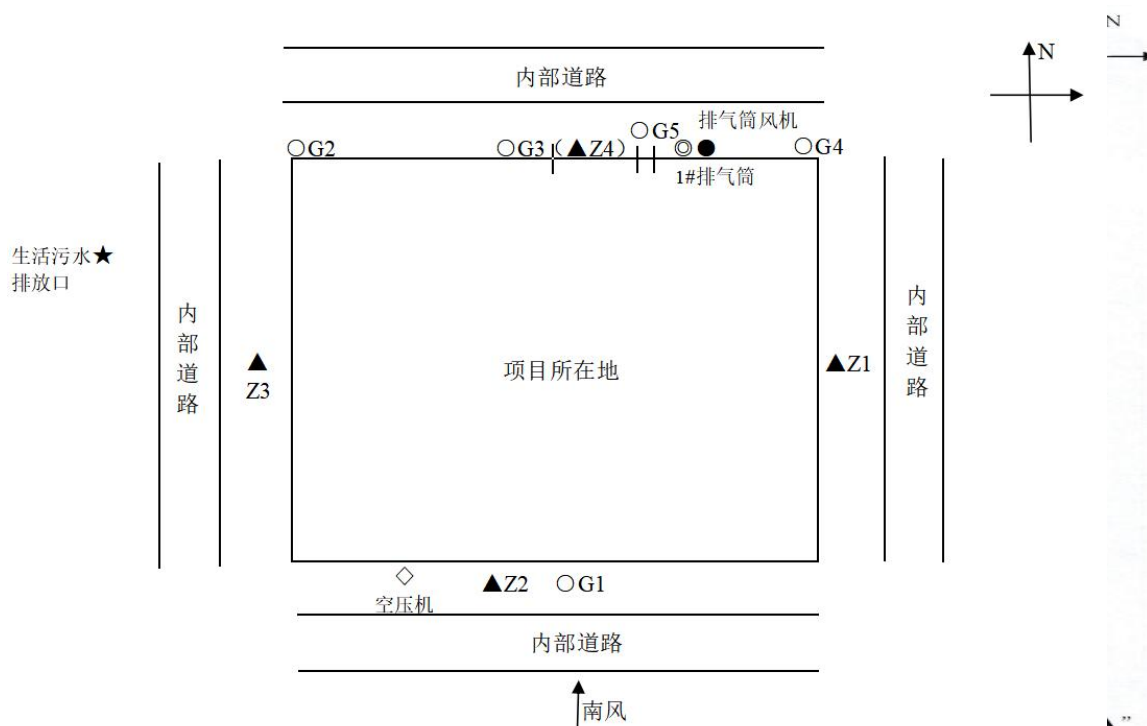 N
N
内部道路
排气筒风机
○G2
○G3（▲Z4）
○G5
◎●
○G4
1#排气筒
生活污水★
排放口
内部道路
▲
Z3
项目所在地
▲Z1
内部道路
◇
空压机
▲Z2
○G1
内部道路
南风
▲”